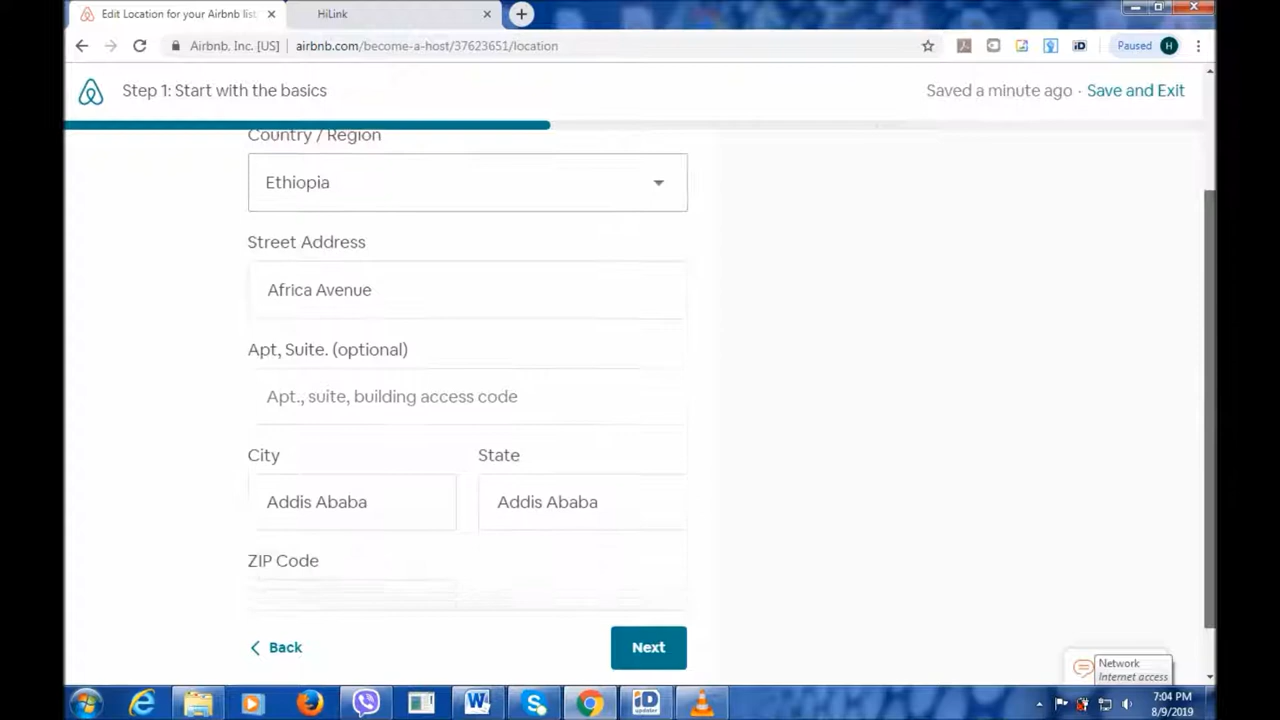 Edit Location for your Airbnb list
HiLink
Airbnb, Inc. [US]
airbnb.com/become-a-host/37623651/location
iD
Paused
H
Step 1: Start with the basics
Saved a minute ago · Save and Exit
Country / Region
Ethiopia
Street Address
Africa Avenue
Apt, Suite. (optional)
Apt., suite, building access code
City
State
Addis Ababa
Addis Ababa
ZIP Code
Back
Next
Network
Internet access
iD
updater
7:04 PM
8/9/2019